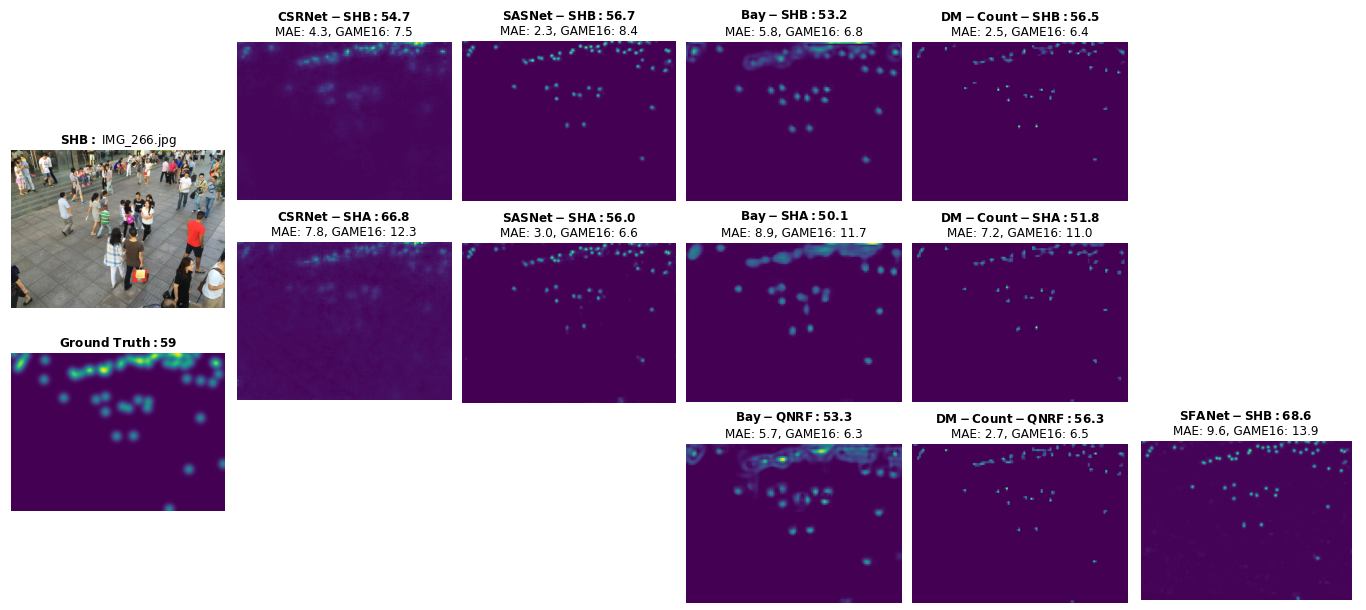 CSRNet−SHB: 54.7
MAE: 4.3, GAME16: 7.5
SASNet−SHB: 56.7
MAE: 2.3, GAME16: 8.4
Bay−SHB: 53.2
MAE: 5.8, GAME16: 6.8
DM−Count−SHB: 56.5
MAE: 2.5, GAME16: 6.4
SHB: IMG_266.jpg
CSRNet−SHA: 66.8
MAE: 7.8, GAME16: 12.3
SASNet−SHA: 56.0
MAE: 3.0, GAME16: 6.6
Bay−SHA: 50.1
MAE: 8.9, GAME16: 11.7
DM−Count−SHA: 51.8
MAE: 7.2, GAME16: 11.0
Ground Truth: 59
Bay−QNRF: 53.3
MAE: 5.7, GAME16: 6.3
DM−Count−QNRF: 56.3
MAE: 2.7, GAME16: 6.5
SFANet−SHB: 68.6
MAE: 9.6, GAME16: 13.9